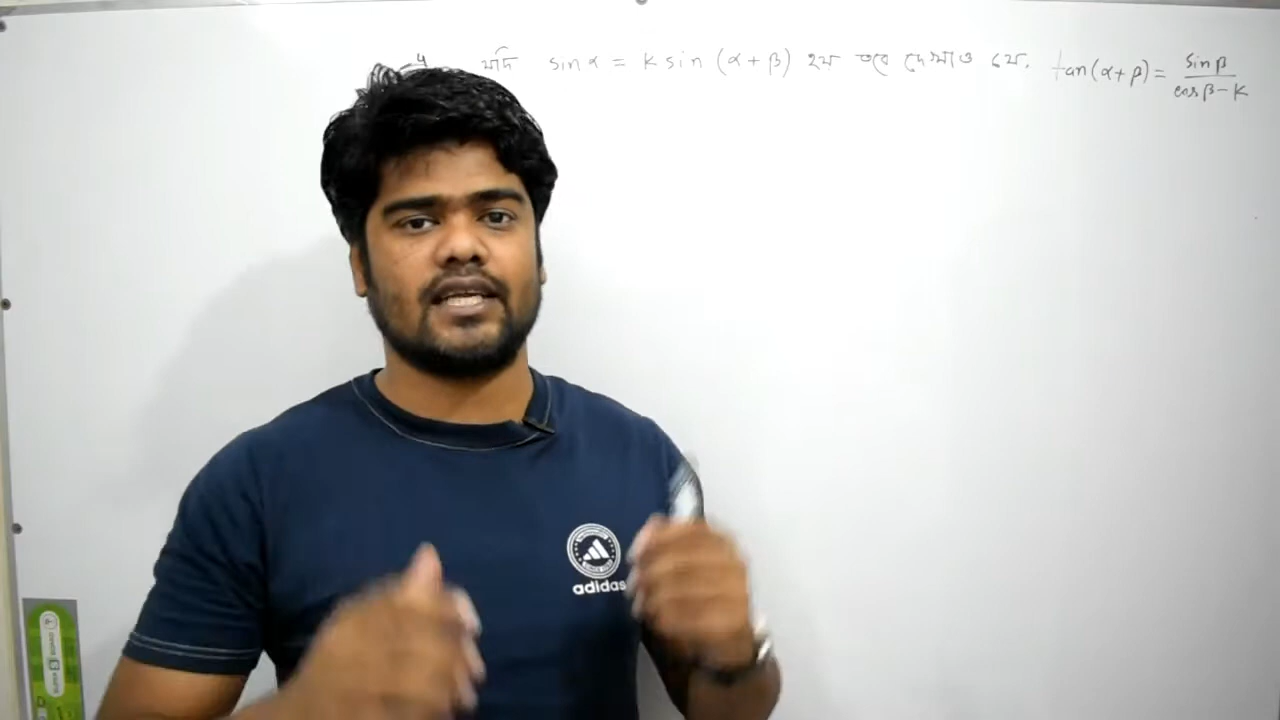 4 যদি sin α = K sin (α + β) হয় তবে দেখাও যে, tan(α + β) = sin β / cos β - K
adidas